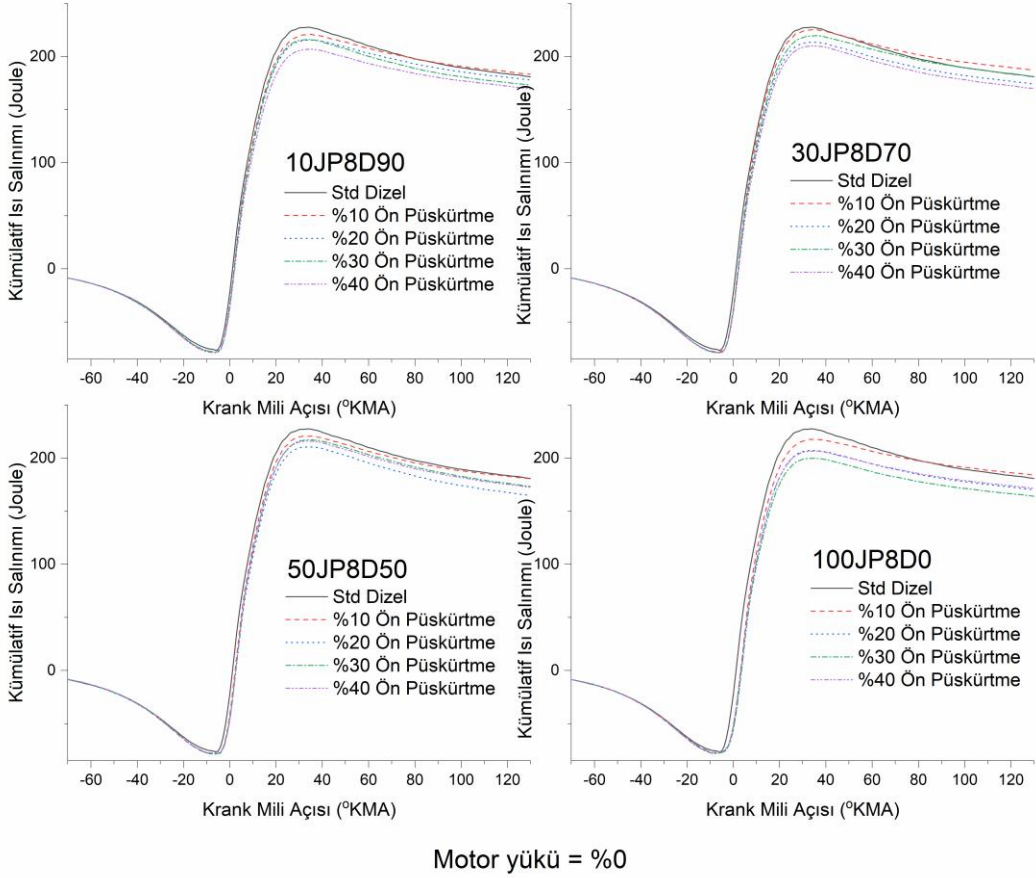 Kümülatif Isı Salınımı (Joule)
200
100
0
10JP8D90
Std Dizel
%10 Ön Püskürtme
%20 Ön Püskürtme
%30 Ön Püskürtme
%40 Ön Püskürtme
-60 -40 -20 0 20 40 60 80 100 120
Krank Mili Açısı (°KMA)
Kümülatif Isı Salınımı (Joule)
200
100
0
30JP8D70
Std Dizel
%10 Ön Püskürtme
%20 Ön Püskürtme
%30 Ön Püskürtme
%40 Ön Püskürtme
-60 -40 -20 0 20 40 60 80 100 120
Krank Mili Açısı (°KMA)
Kümülatif Isı Salınımı (Joule)
200
100
0
50JP8D50
Std Dizel
%10 Ön Püskürtme
%20 Ön Püskürtme
%30 Ön Püskürtme
%40 Ön Püskürtme
-60 -40 -20 0 20 40 60 80 100 120
Krank Mili Açısı (°KMA)
Kümülatif Isı Salınımı (Joule)
200
100
0
100JP8D0
Std Dizel
%10 Ön Püskürtme
%20 Ön Püskürtme
%30 Ön Püskürtme
%40 Ön Püskürtme
-60 -40 -20 0 20 40 60 80 100 120
Krank Mili Açısı (°KMA)
Motor yükü = %0